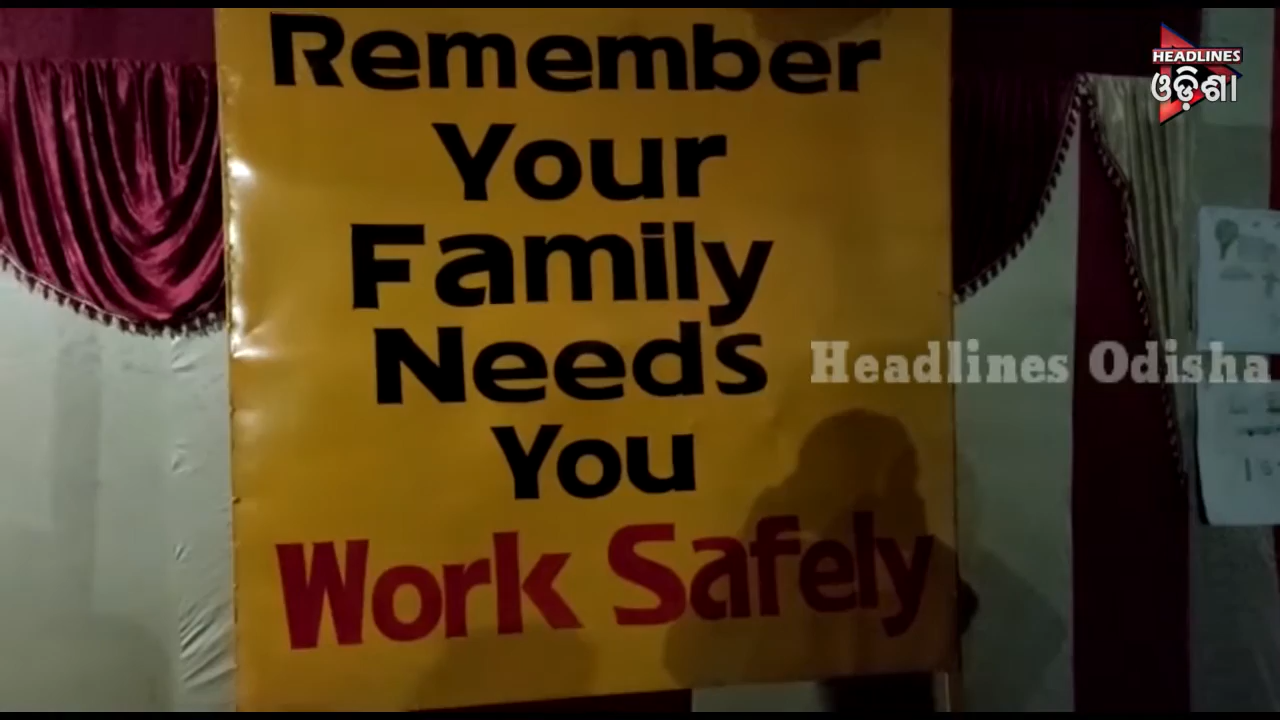 Remember
Your
Family
Needs
You
Work Safely
HEADLINES
ଓଡ଼ିଶା
Headlines Odisha